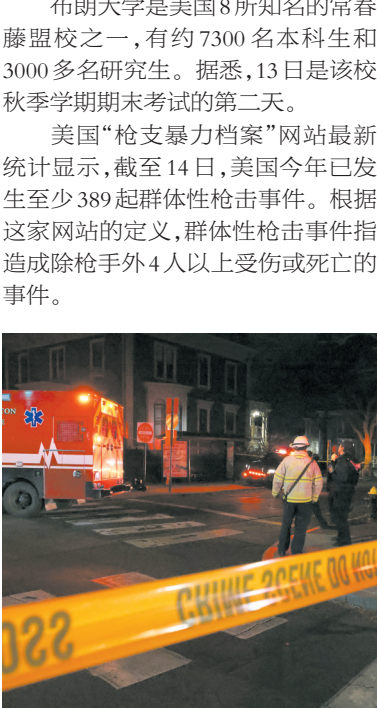 布朗大学是美国8所知名的常春
藤盟校之一，有约7300名本科生和
3000多名研究生。据悉，13日是该校
秋季学期期末考试的第二天。
美国“枪支暴力档案”网站最新
统计显示，截至14日，美国今年已发
生至少389起群体性枪击事件。根据
这家网站的定义，群体性枪击事件指
造成除枪手外4人以上受伤或死亡的
事件。
TON
CRIME SCENE DO NO